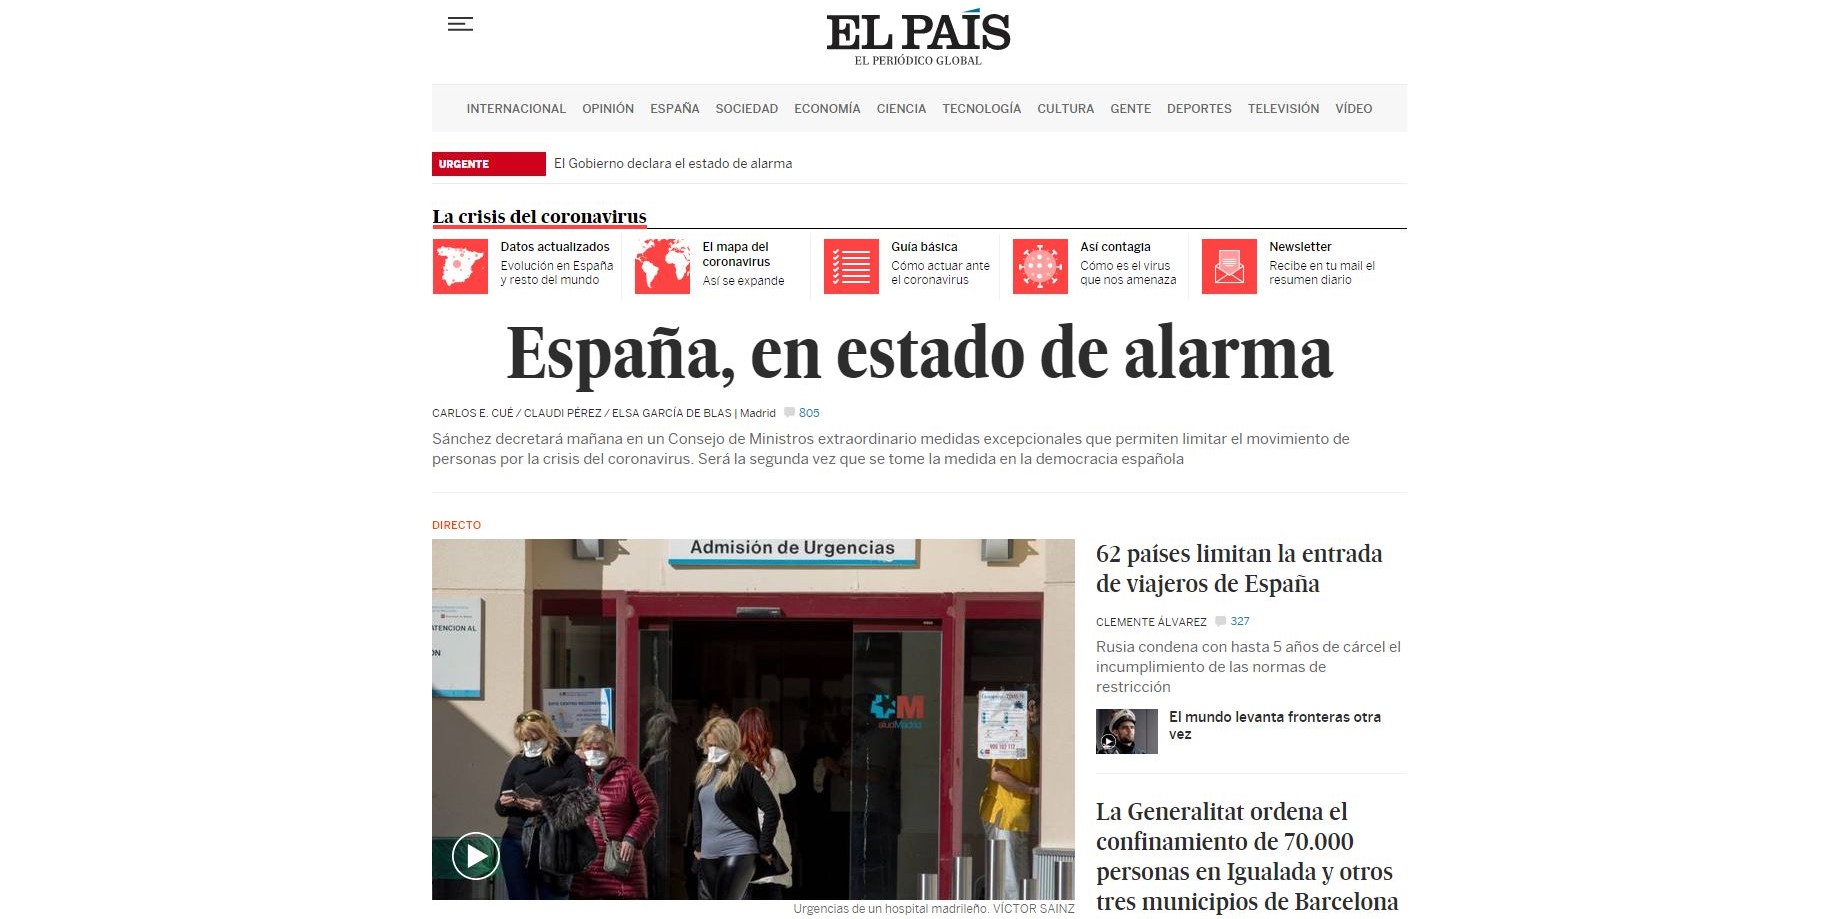 EL PAÍS
EL PERIÓDICO GLOBAL
INTERNACIONAL OPINIÓN ESPAÑA SOCIEDAD ECONOMÍA CIENCIA TECNOLOGÍA CULTURA GENTE DEPORTES TELEVISIÓN VÍDEO
URGENTE El Gobierno declara el estado de alarma
La crisis del coronavirus
Datos actualizados
Evolución en España
y resto del mundo
El mapa del
coronavirus
Así se expande
Guía básica
Cómo actuar ante
el coronavirus
Así contagia
Cómo es el virus
que nos amenaza
Newsletter
Recibe en tu mail el
resumen diario
España, en estado de alarma
CARLOS E. CUÉ / CLAUDI PÉREZ / ELSA GARCÍA DE BLAS | Madrid 805
Sánchez decretará mañana en un Consejo de Ministros extraordinario medidas excepcionales que permiten limitar el movimiento de
personas por la crisis del coronavirus. Será la segunda vez que se tome la medida en la democracia española
DIRECTO
Admisión de Urgencias
ATENCION AL
ESTE CENTRO
M
saludMadrid
900 102 112
Urgencias de un hospital madrileño. VÍCTOR SAINZ
62 países limitan la entrada
de viajeros de España
CLEMENTE ÁLVAREZ 327
Rusia condena con hasta 5 años de cárcel el
incumplimiento de las normas de
restricción
El mundo levanta fronteras otra
vez
La Generalitat ordena el
confinamiento de 70.000
personas en Igualada y otros
tres municipios de Barcelona